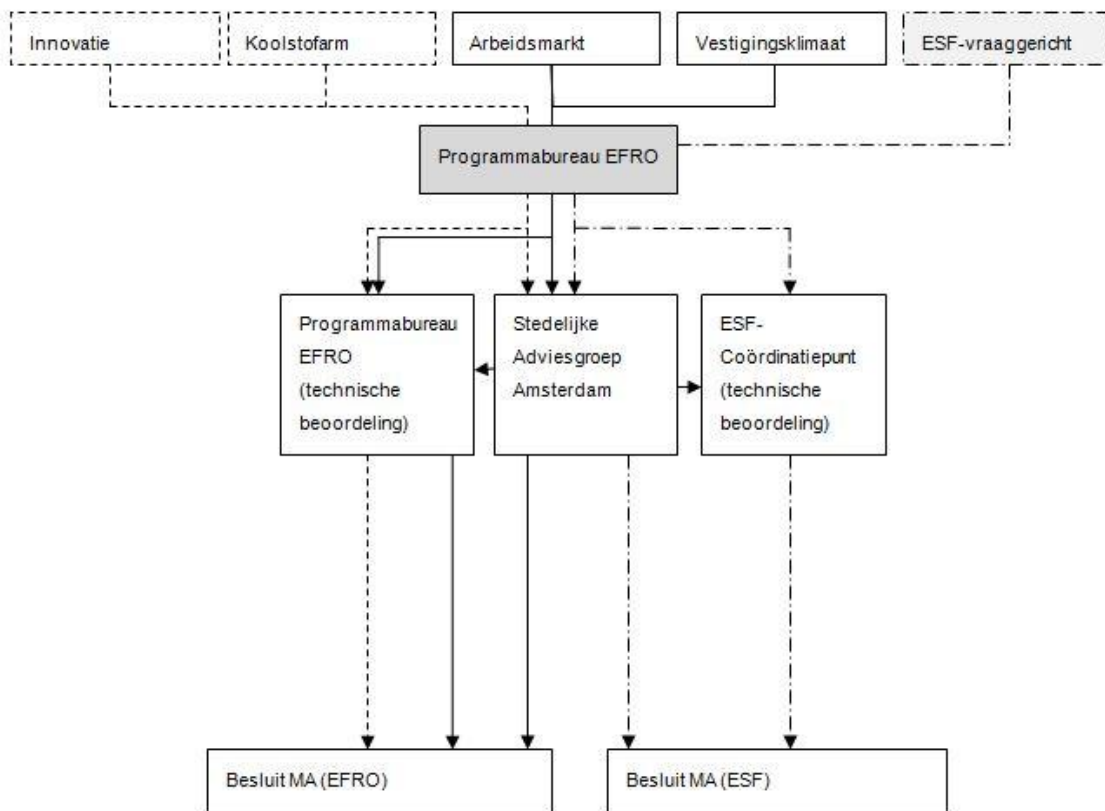 Innovatie
Koolstofarm
Arbeidsmarkt
Vestigingsklimaat
ESF-vraaggericht
Programmabureau EFRO
Programmabureau
EFRO
(technische
beoordeling)
Stedelijke
Adviesgroep
Amsterdam
ESF-
Coördinatiepunt
(technische
beoordeling)
Besluit MA (EFRO)
Besluit MA (ESF)